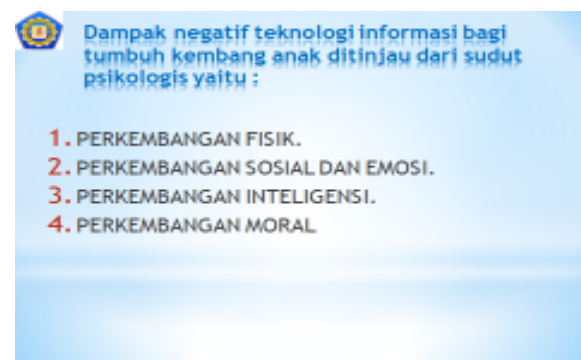 Dampak negatif teknologi informasi bagi
tumbuh kembang anak ditinjau dari sudut
psikologis yaitu :
1. PERKEMBANGAN FISIK.
2. PERKEMBANGAN SOSIAL DAN EMOSI.
3. PERKEMBANGAN INTELIGENSI.
4. PERKEMBANGAN MORAL